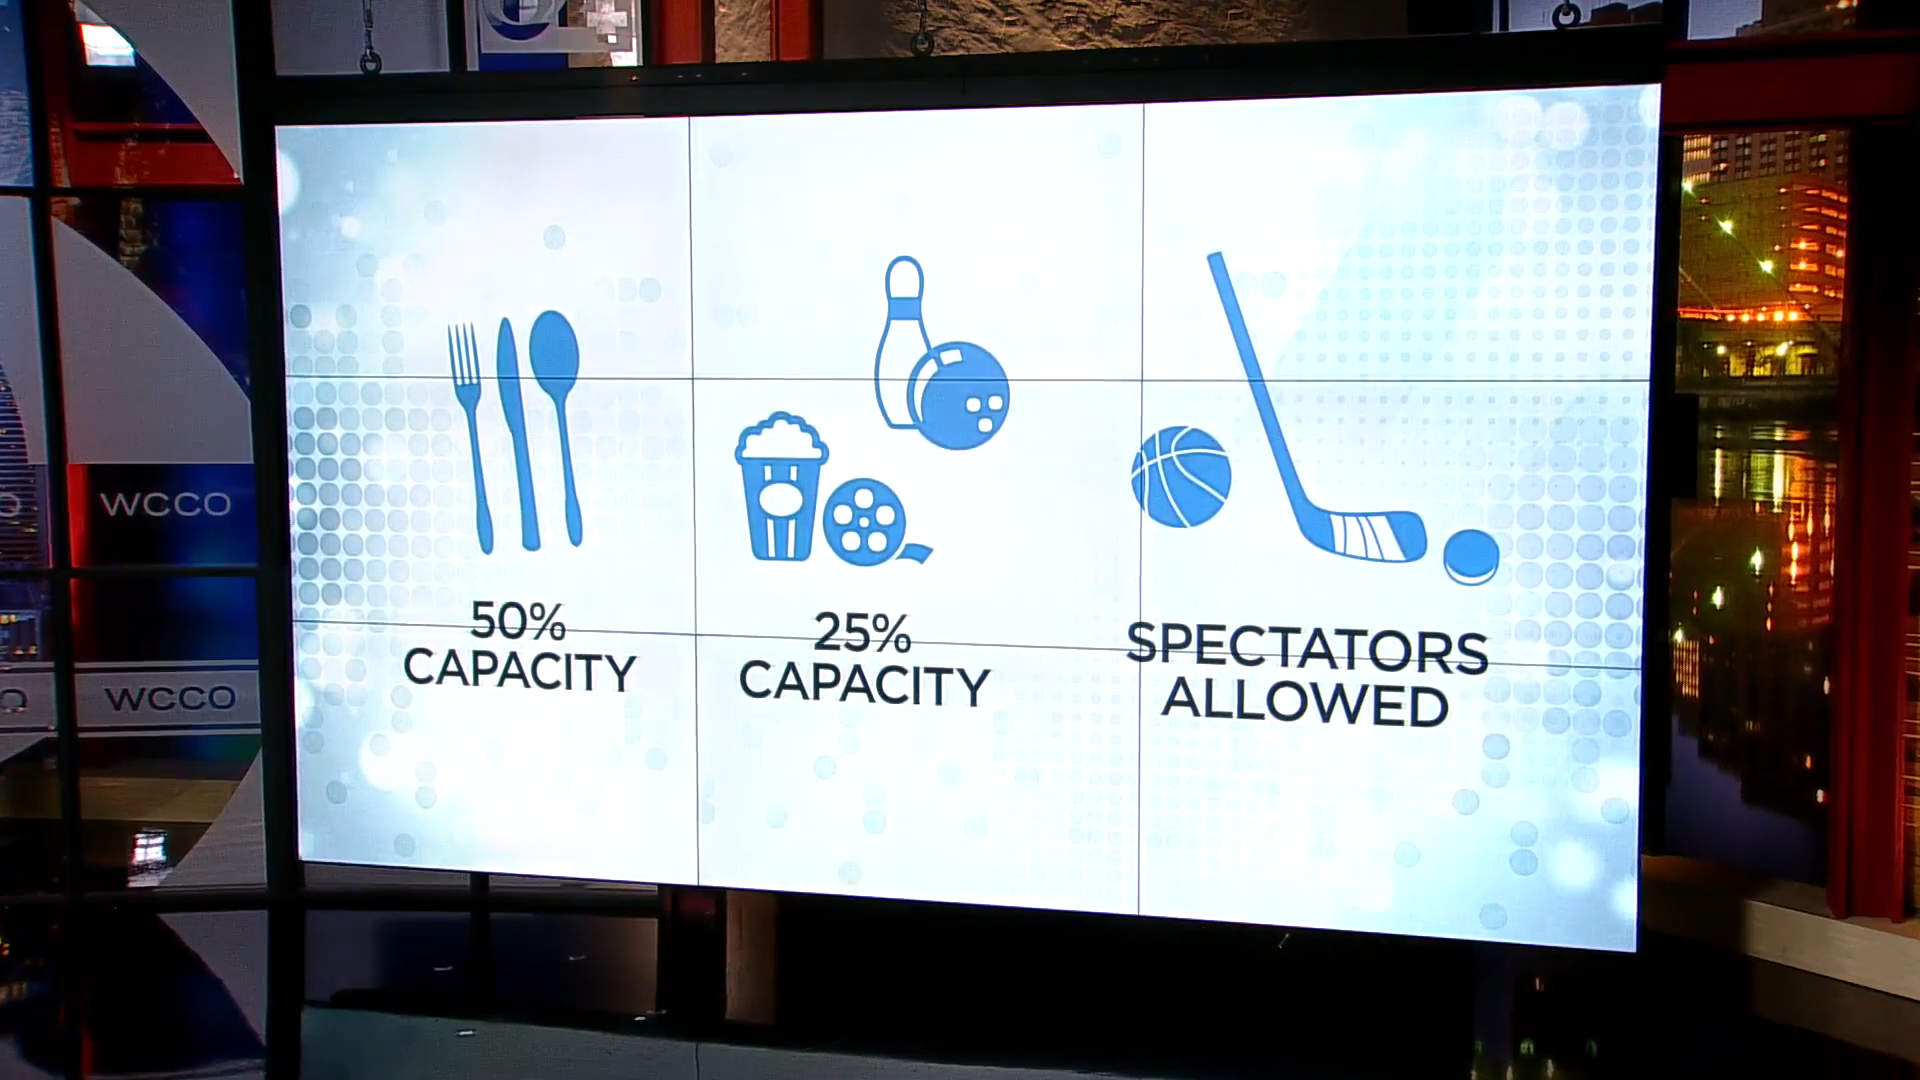 WCCO
WCCO
50%
CAPACITY
25%
CAPACITY
SPECTATORS
ALLOWED